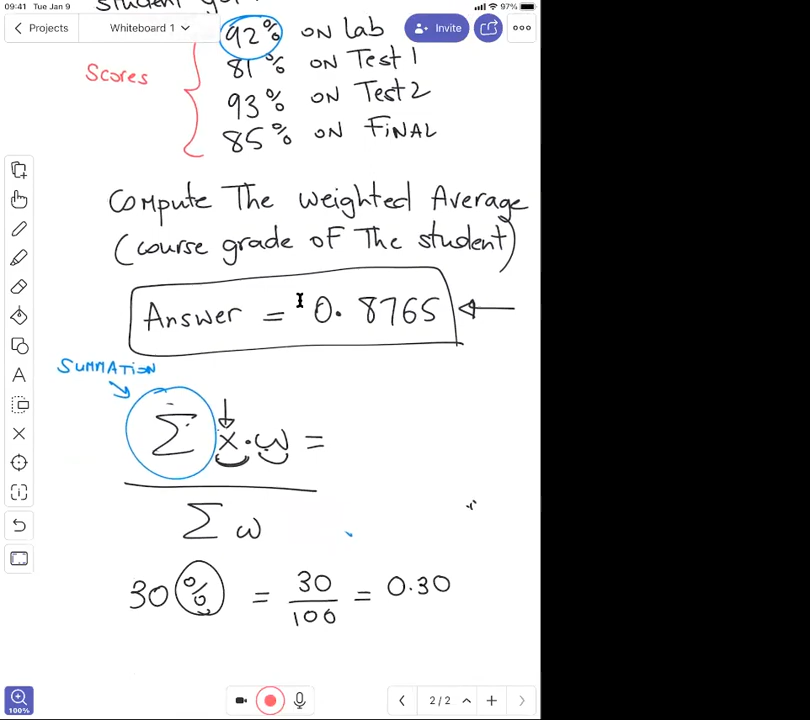 09:41 Tue Jan 9
97%
student
Projects
Whiteboard 1
Invite
92% ON Lab
81% ON Test 1
Scores
93% ON Test 2
85% ON FiNAL
Compute The weighted Average
(course grade of The student)
Answer = 0.8765
SUMMATION
Σ x·ω =
Σ ω
30% = 30/100 = 0.30
100%
2/2